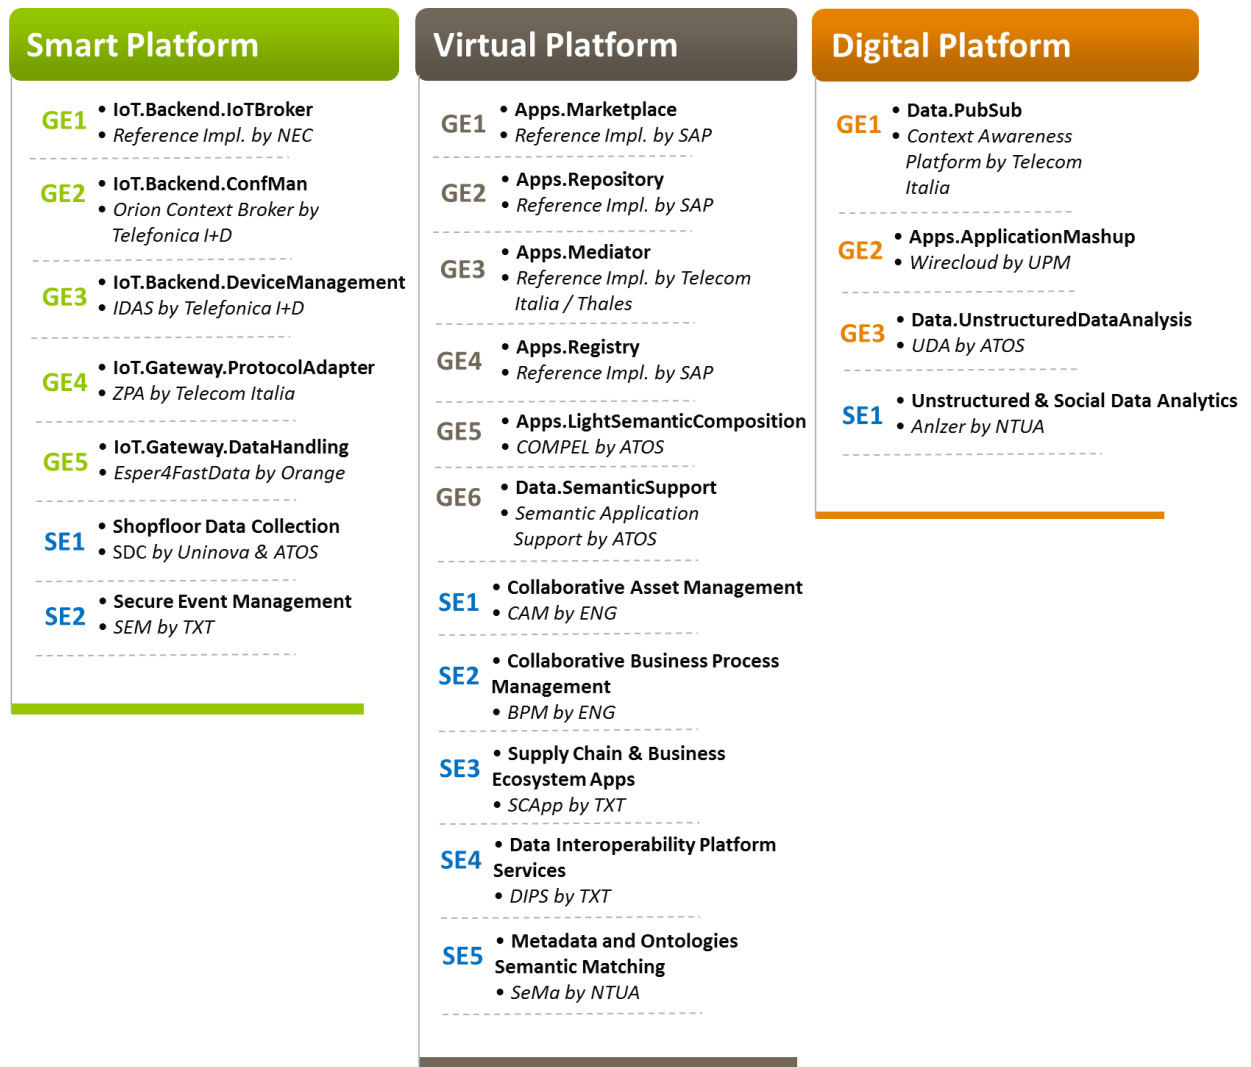 Smart Platform
GE1
• IoT.Backend.IoTBroker
• Reference Impl. by NEC
GE2
• IoT.Backend.ConfMan
• Orion Context Broker by
Telefonica I+D
GE3
• IoT.Backend.DeviceManagement
• IDAS by Telefonica I+D
GE4
• IoT.Gateway.ProtocolAdapter
• ZPA by Telecom Italia
GE5
• IoT.Gateway.DataHandling
• Esper4FastData by Orange
SE1
• Shopfloor Data Collection
• SDC by Uninova & ATOS
SE2
• Secure Event Management
• SEM by TXT
Virtual Platform
GE1
• Apps.Marketplace
• Reference Impl. by SAP
GE2
• Apps.Repository
• Reference Impl. by SAP
GE3
• Apps.Mediator
• Reference Impl. by Telecom
Italia / Thales
GE4
• Apps.Registry
• Reference Impl. by SAP
GE5
• Apps.LightSemanticComposition
• COMPEL by ATOS
GE6
• Data.SemanticSupport
• Semantic Application
Support by ATOS
SE1
• Collaborative Asset Management
• CAM by ENG
SE2
• Collaborative Business Process
Management
• BPM by ENG
SE3
• Supply Chain & Business
Ecosystem Apps
• SCApp by TXT
SE4
• Data Interoperability Platform
Services
• DIPS by TXT
SE5
• Metadata and Ontologies
Semantic Matching
• SeMa by NTUA
Digital Platform
GE1
• Data.PubSub
• Context Awareness
Platform by Telecom
Italia
GE2
• Apps.ApplicationMashup
• Wirecloud by UPM
GE3
• Data.UnstructuredDataAnalysis
• UDA by ATOS
SE1
• Unstructured & Social Data Analytics
• Anlzer by NTUA